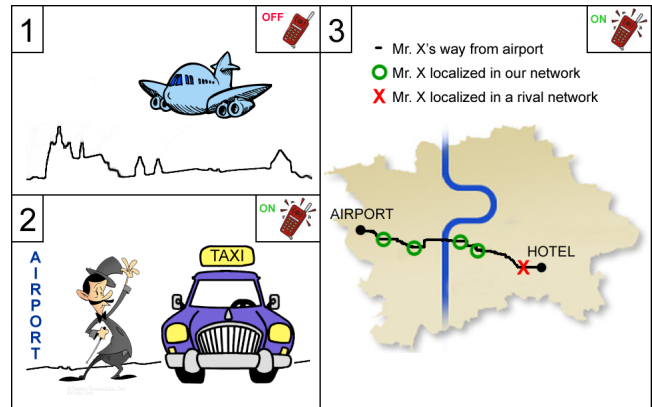 1
OFF
2
ON
AIRPORT
TAXI
3
ON
- Mr. X's way from airport
Mr. X localized in our network
X Mr. X localized in a rival network
AIRPORT
HOTEL
X